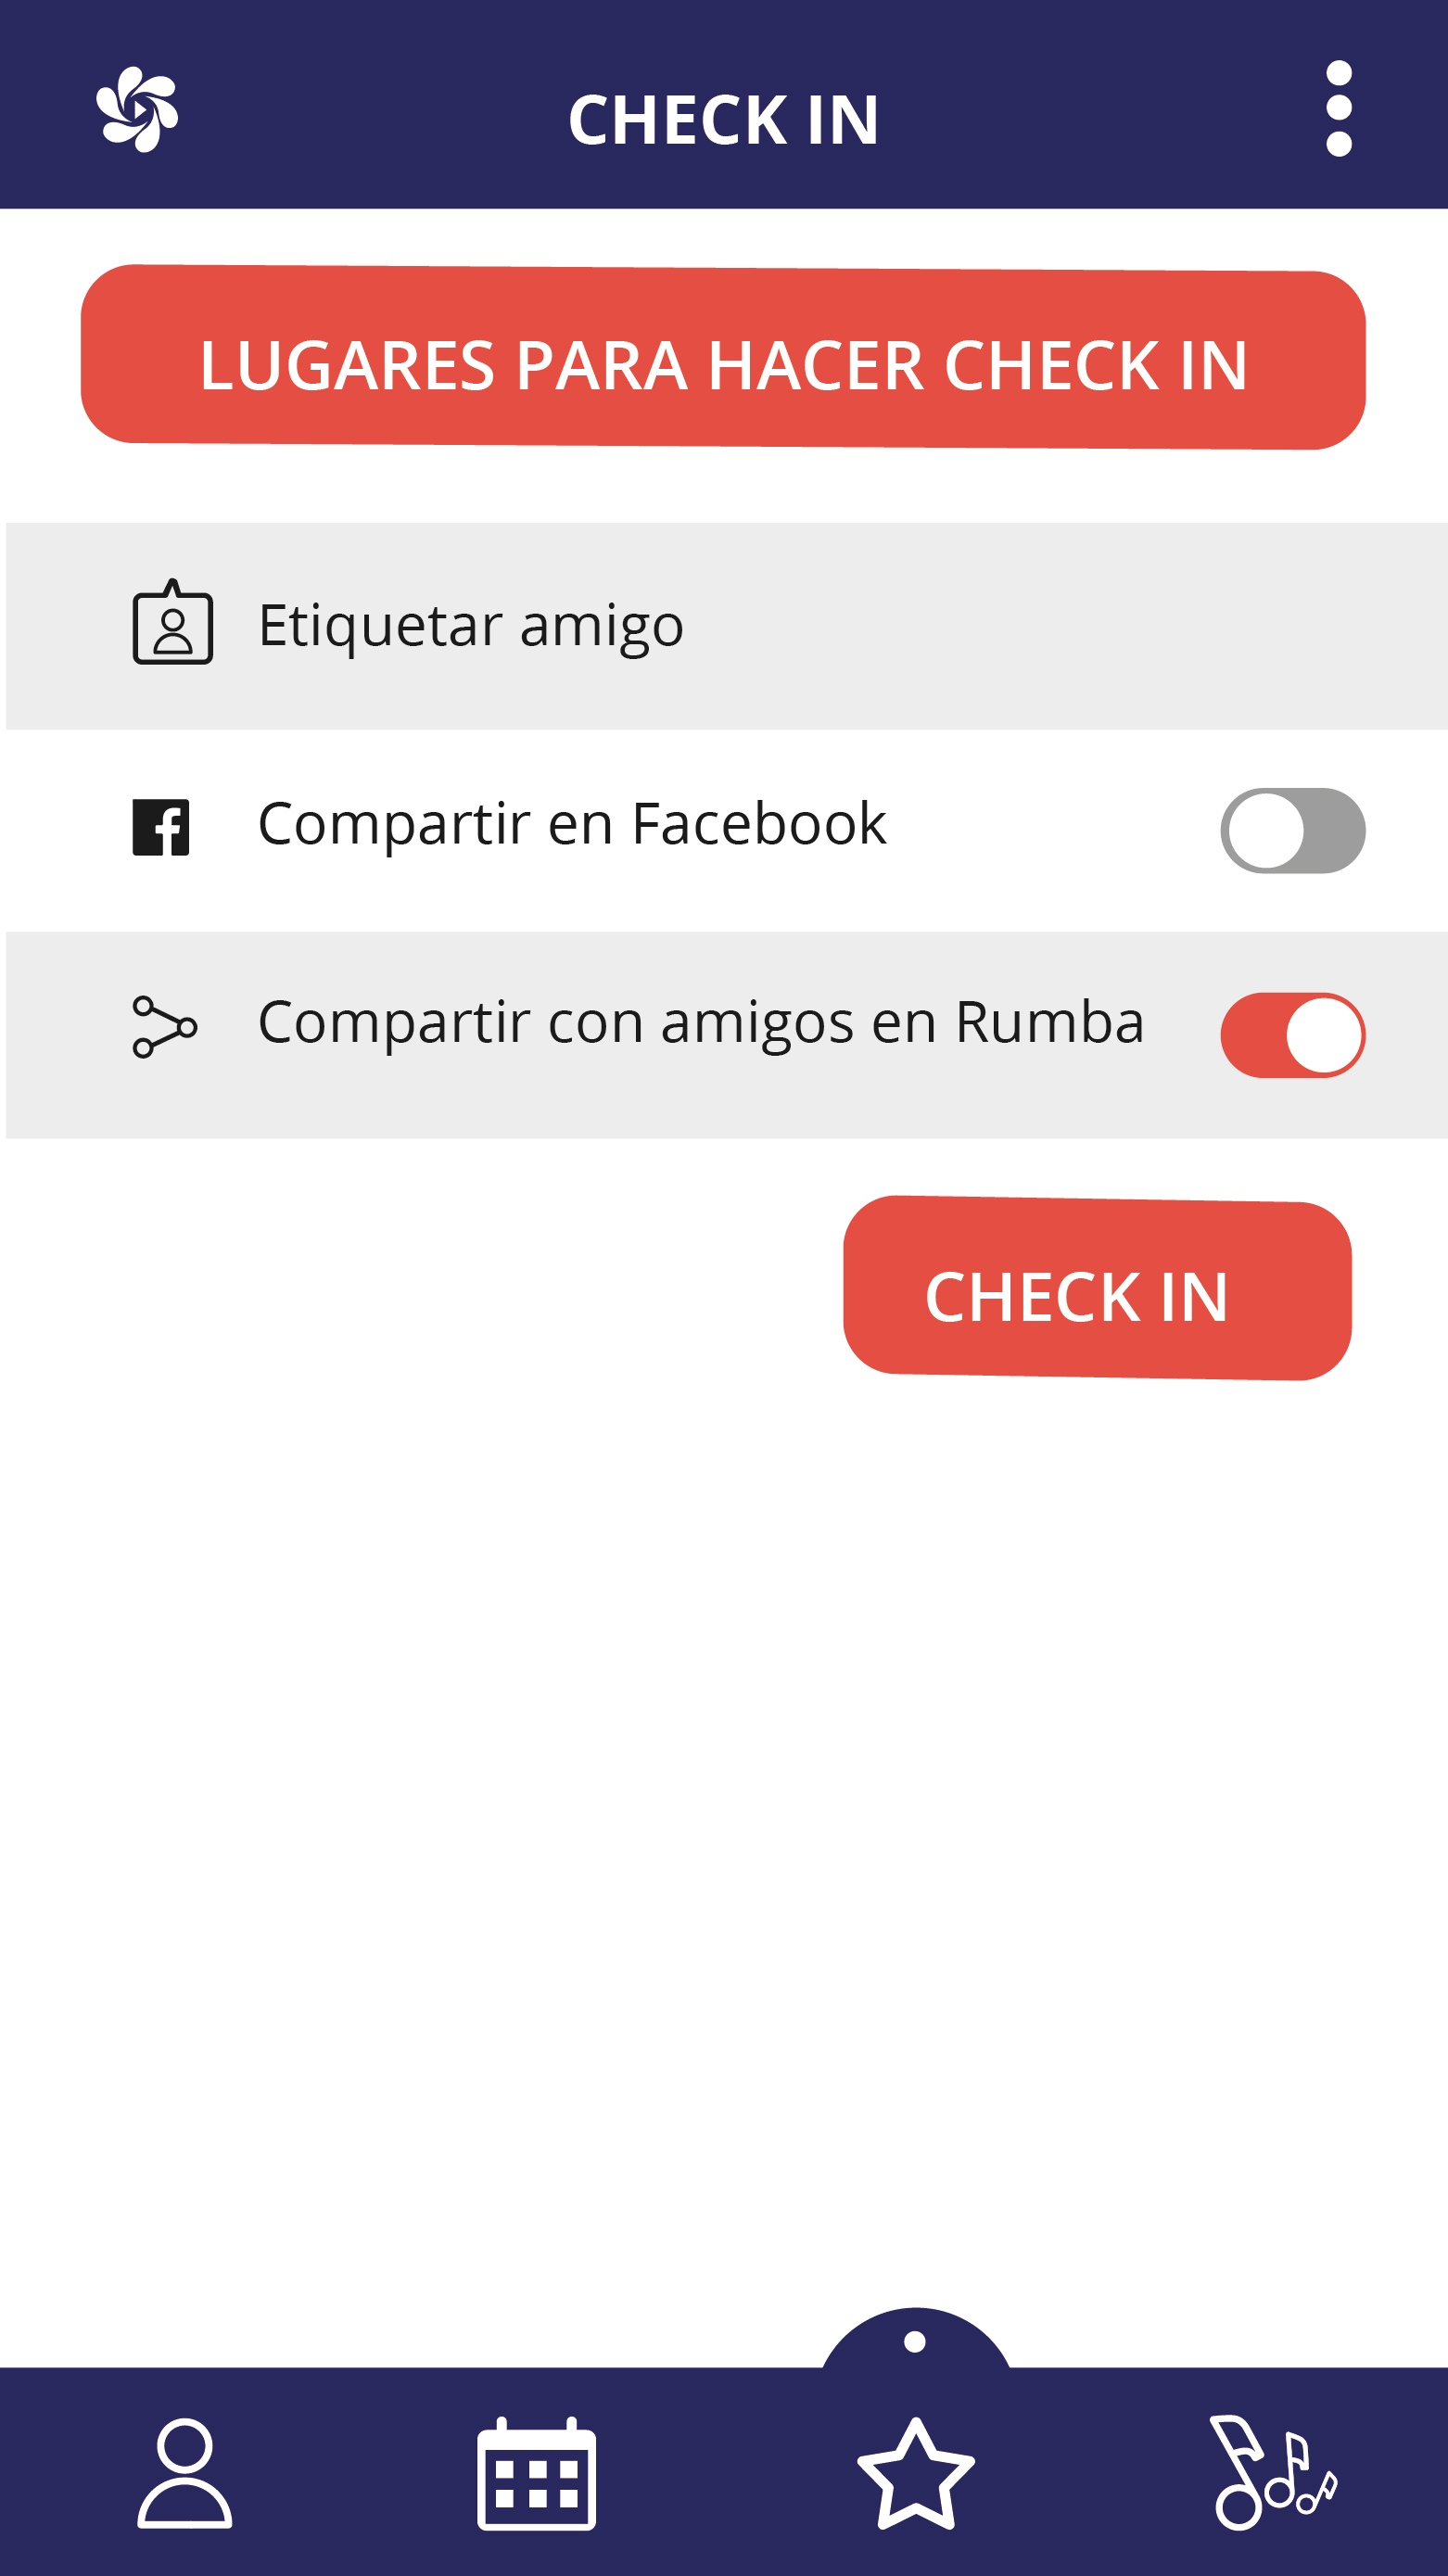 CHECK IN
LUGARES PARA HACER CHECK IN
Etiquetar amigo
Compartir en Facebook
Compartir con amigos en Rumba
CHECK IN